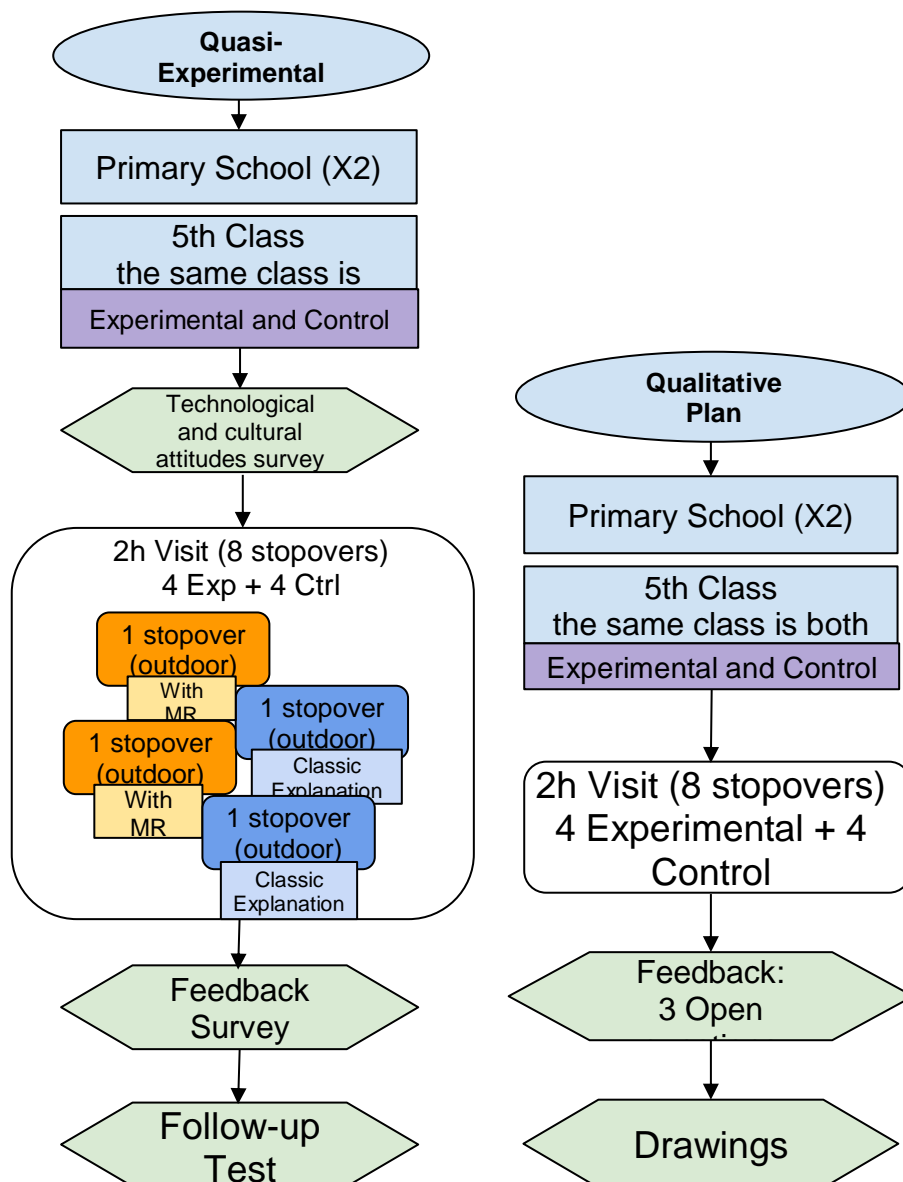 Quasi-
Experimental
Primary School (X2)
5th Class
the same class is
Experimental and Control
Technological
and cultural
attitudes survey
2h Visit (8 stopovers)
4 Exp + 4 Ctrl
1 stopover
(outdoor)
With
MR
1 stopover
(outdoor)
Classic
Explanation
1 stopover
(outdoor)
With
MR
1 stopover
(outdoor)
Classic
Explanation
Feedback
Survey
Follow-up
Test
Qualitative
Plan
Primary School (X2)
5th Class
the same class is both
Experimental and Control
2h Visit (8 stopovers)
4 Experimental + 4
Control
Feedback:
3 Open
Drawings